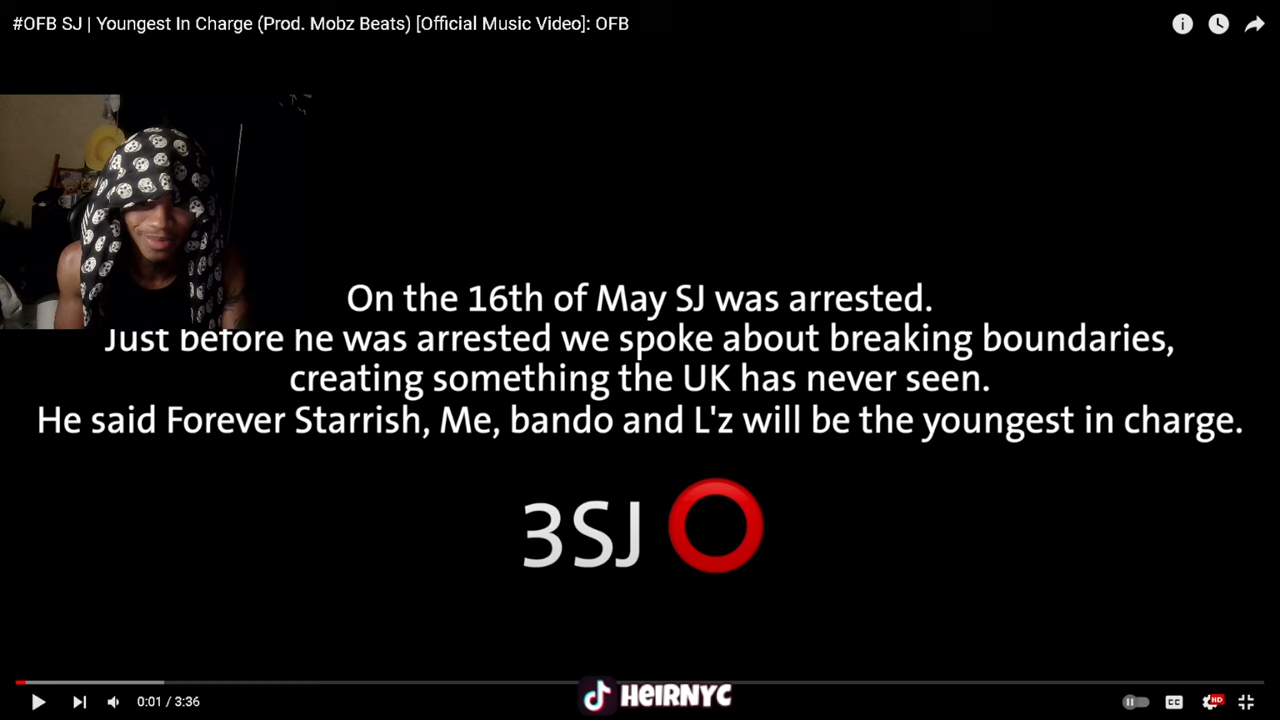 #OFB SJ | Youngest In Charge (Prod. Mobz Beats) [Official Music Video]: OFB
On the 16th of May SJ was arrested.
Just before he was arrested we spoke about breaking boundaries,
creating something the UK has never seen.
He said Forever Starrish, Me, bando and L'z will be the youngest in charge.
3SJ ⭕
0:01 / 3:36
HEIRNYC
CC
HD